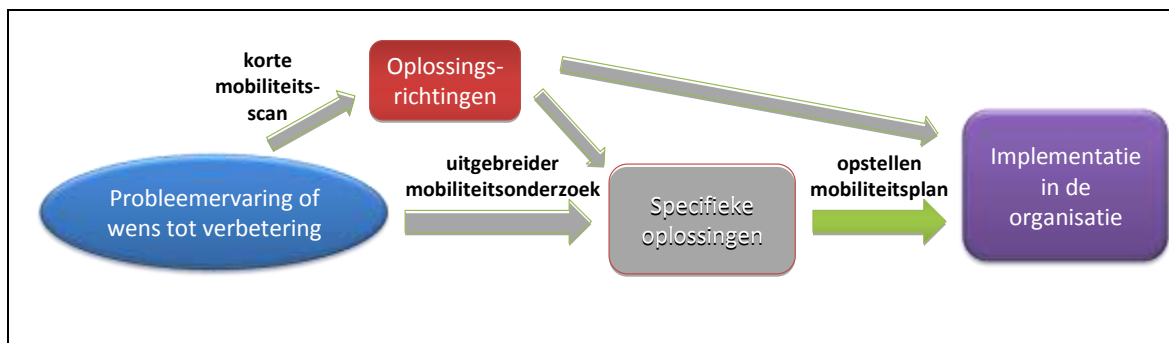 korte
mobiliteits-
scan
Oplossings-
richtingen
Probleemervaring of
wens tot verbetering
uitgebreider
mobiliteitsonderzoek
Specifieke
oplossingen
opstellen
mobiliteitsplan
Implementatie
in de
organisatie